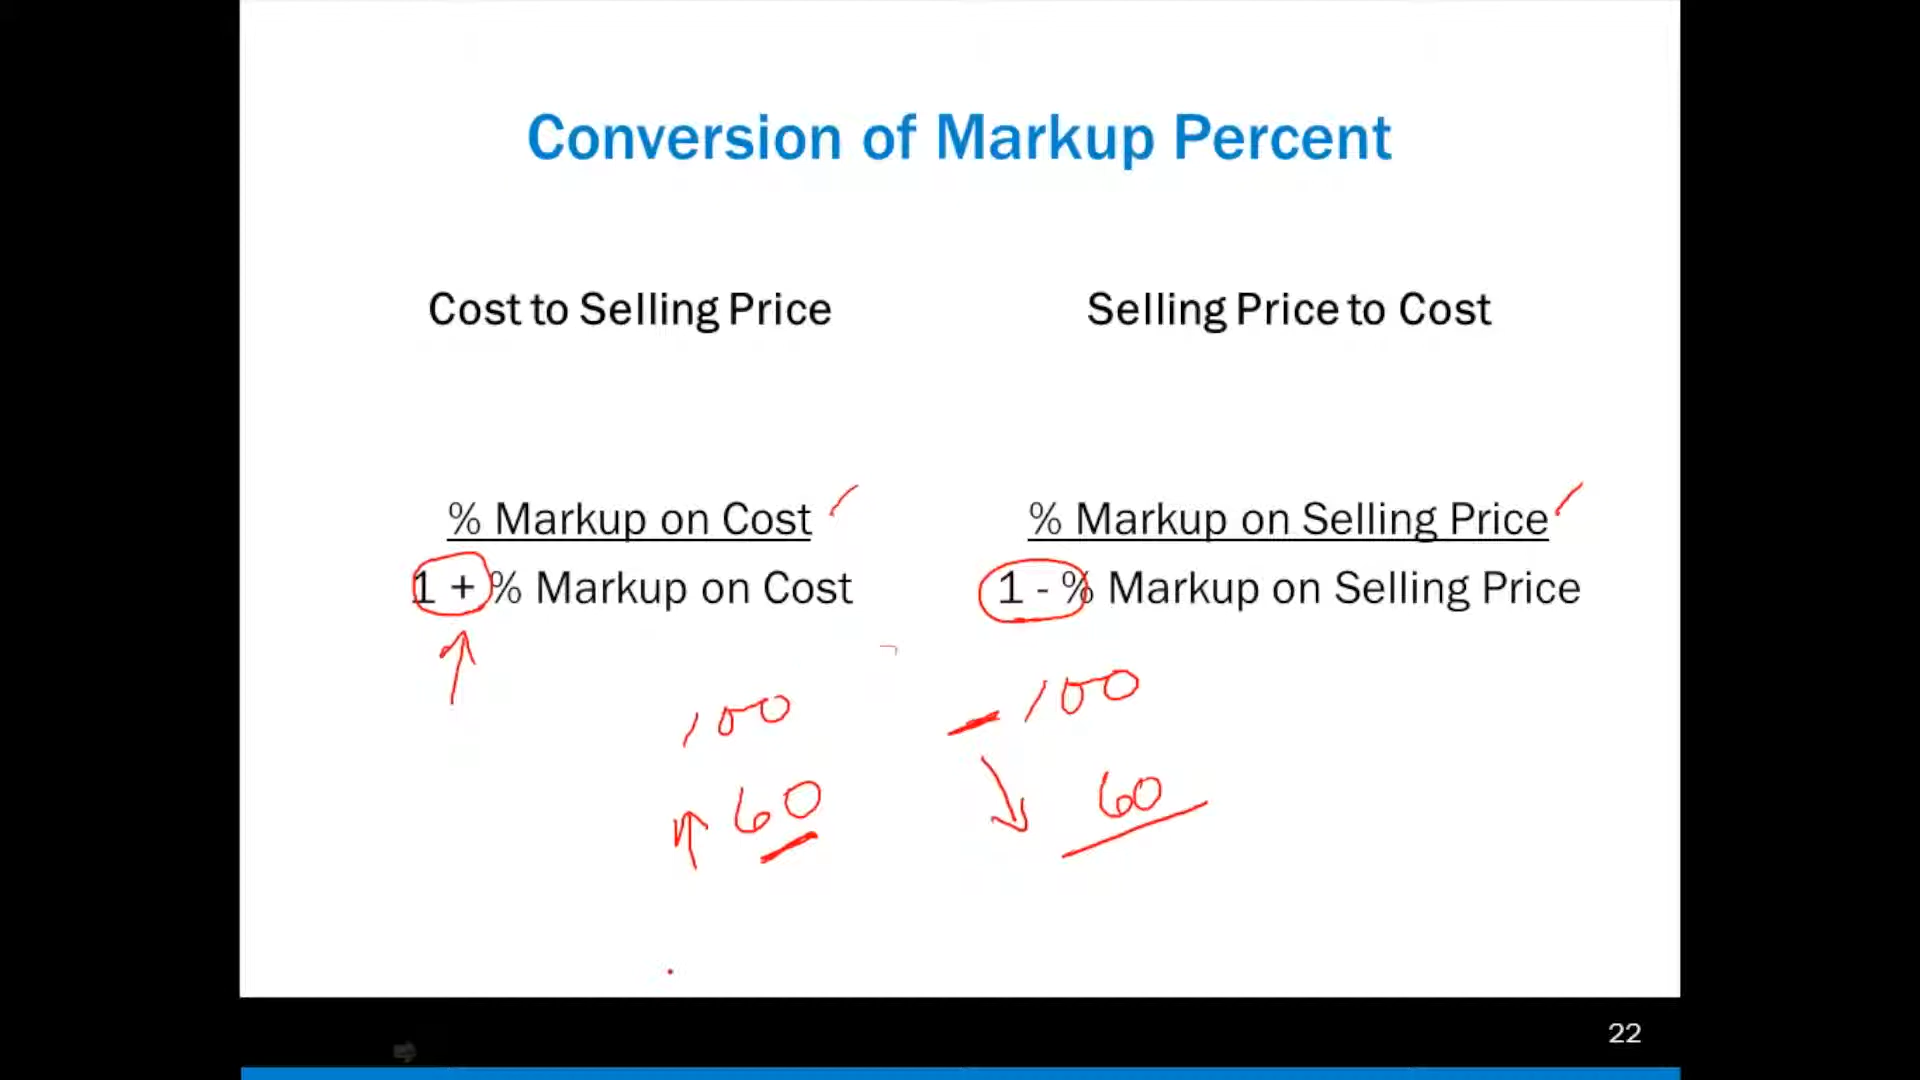 Conversion of Markup Percent
Cost to Selling Price
Selling Price to Cost
% Markup on Cost
1 + % Markup on Cost
% Markup on Selling Price
1 - % Markup on Selling Price
100
60
100
60
22